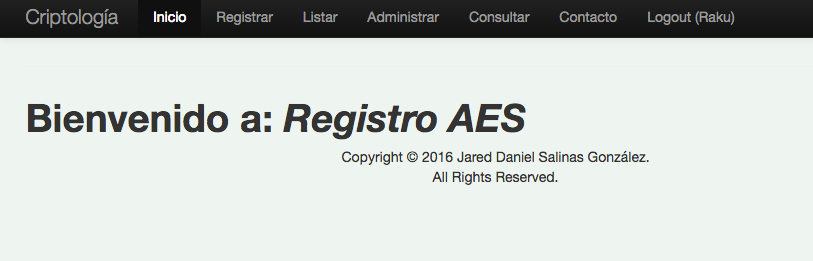 Criptología Inicio Registrar Listar Administrar Consultar Contacto Logout (Raku)
Bienvenido a: Registro AES
Copyright © 2016 Jared Daniel Salinas González.
All Rights Reserved.